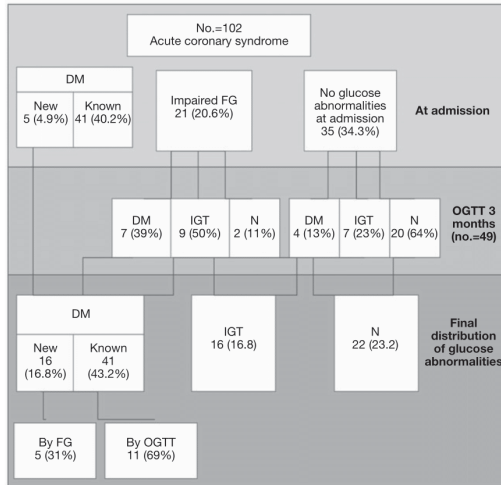 No.=102
Acute coronary syndrome
DM
New
5 (4.9%)
Known
41 (40.2%)
Impaired FG
21 (20.6%)
No glucose
abnormalities
at admission
35 (34.3%)
At admission
DM
7 (39%)
IGT
9 (50%)
N
2 (11%)
DM
4 (13%)
IGT
7 (23%)
N
20 (64%)
OGTT 3
months
(no.=49)
DM
New
16
(16.8%)
Known
41
(43.2%)
IGT
16 (16.8)
N
22 (23.2)
Final
distribution
of glucose
abnormalities
By FG
5 (31%)
By OGTT
11 (69%)